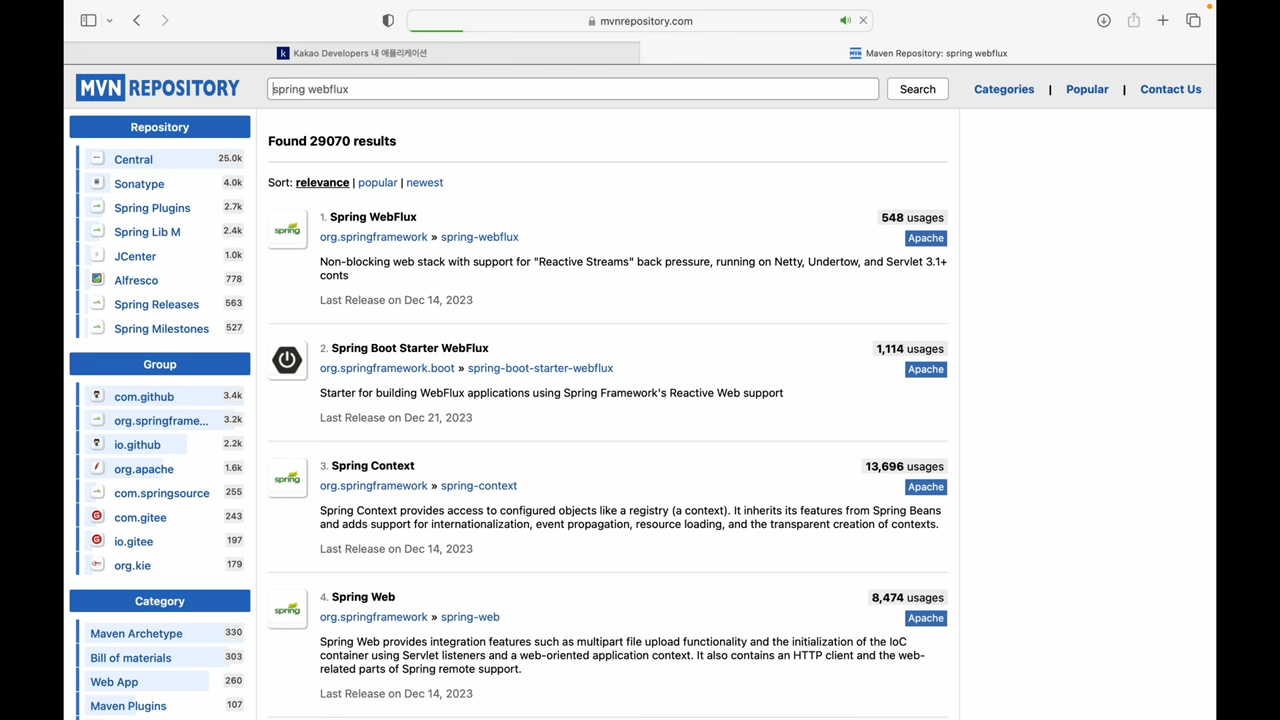 mvnrepository.com
Kakao Developers 내 애플리케이션
Maven Repository: spring webflux
MVN REPOSITORY
spring webflux
Search
Categories | Popular | Contact Us
Repository
Central 25.0k
Sonatype 4.0k
Spring Plugins 2.7k
Spring Lib M 2.4k
JCenter 1.0k
Alfresco 778
Spring Releases 563
Spring Milestones 527
Group
com.github 3.4k
org.springframe... 3.2k
io.github 2.2k
org.apache 1.6k
com.springsource 255
com.gitee 243
io.gitee 197
org.kie 179
Category
Maven Archetype 330
Bill of materials 303
Web App 260
Maven Plugins 107
Found 29070 results
Sort: relevance | popular | newest
1. Spring WebFlux 548 usages
org.springframework » spring-webflux Apache
Non-blocking web stack with support for "Reactive Streams" back pressure, running on Netty, Undertow, and Servlet 3.1+
conts
Last Release on Dec 14, 2023
2. Spring Boot Starter WebFlux 1,114 usages
org.springframework.boot » spring-boot-starter-webflux Apache
Starter for building WebFlux applications using Spring Framework's Reactive Web support
Last Release on Dec 21, 2023
3. Spring Context 13,696 usages
org.springframework » spring-context Apache
Spring Context provides access to configured objects like a registry (a context). It inherits its features from Spring Beans
and adds support for internationalization, event propagation, resource loading, and the transparent creation of contexts.
Last Release on Dec 14, 2023
4. Spring Web 8,474 usages
org.springframework » spring-web Apache
Spring Web provides integration features such as multipart file upload functionality and the initialization of the IoC
container using Servlet listeners and a web-oriented application context. It also contains an HTTP client and the web-
related parts of Spring remote support.
Last Release on Dec 14, 2023